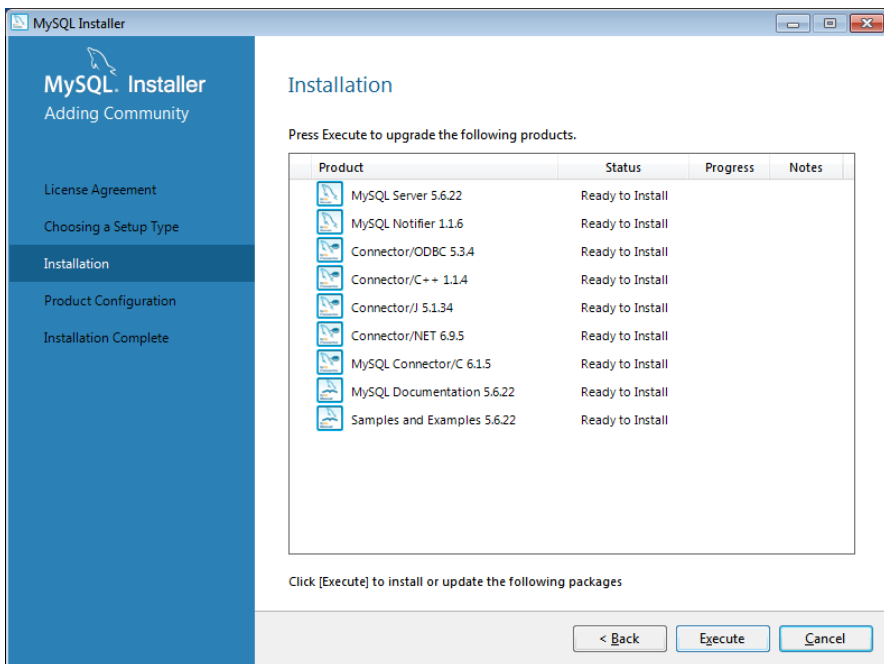 MySQL Installer
MySQL. Installer
Adding Community
License Agreement
Choosing a Setup Type
Installation
Product Configuration
Installation Complete
Installation
Press Execute to upgrade the following products.
Product Status Progress Notes
MySQL Server 5.6.22 Ready to Install
MySQL Notifier 1.1.6 Ready to Install
Connector/ODBC 5.3.4 Ready to Install
Connector/C++ 1.1.4 Ready to Install
Connector/J 5.1.34 Ready to Install
Connector/NET 6.9.5 Ready to Install
MySQL Connector/C 6.1.5 Ready to Install
MySQL Documentation 5.6.22 Ready to Install
Samples and Examples 5.6.22 Ready to Install
Click [Execute] to install or update the following packages
< Back Execute Cancel